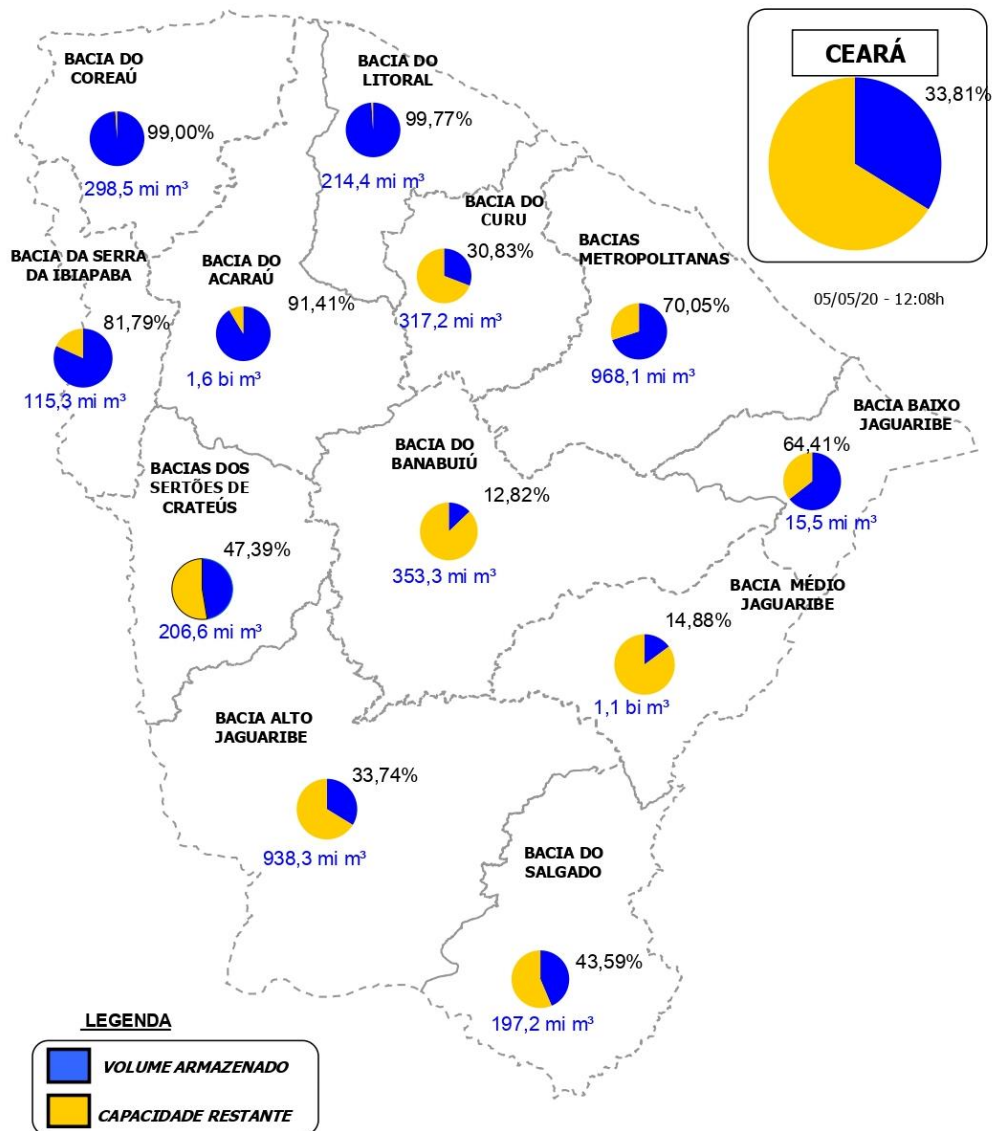 CEARÁ
33,81%
05/05/20 - 12:08h
BACIA DO
COREAÚ
99,00%
298,5 mi m³
BACIA DO
LITORAL
99,77%
214,4 mi m³
BACIA DO
CURU
30,83%
317,2 mi m³
BACIAS
METROPOLITANAS
70,05%
968,1 mi m³
BACIA DA SERRA
DA IBIAPABA
81,79%
115,3 mi m³
BACIA DO
ACARAÚ
91,41%
1,6 bi m³
BACIA BAIXO
JAGUARIBE
64,41%
15,5 mi m³
BACIAS DOS
SERTÕES DE
CRATEÚS
47,39%
206,6 mi m³
BACIA DO
BANABUIÚ
12,82%
353,3 mi m³
BACIA MÉDIO
JAGUARIBE
14,88%
1,1 bi m³
BACIA ALTO
JAGUARIBE
33,74%
938,3 mi m³
BACIA DO
SALGADO
43,59%
197,2 mi m³
LEGENDA
VOLUME ARMAZENADO
CAPACIDADE RESTANTE